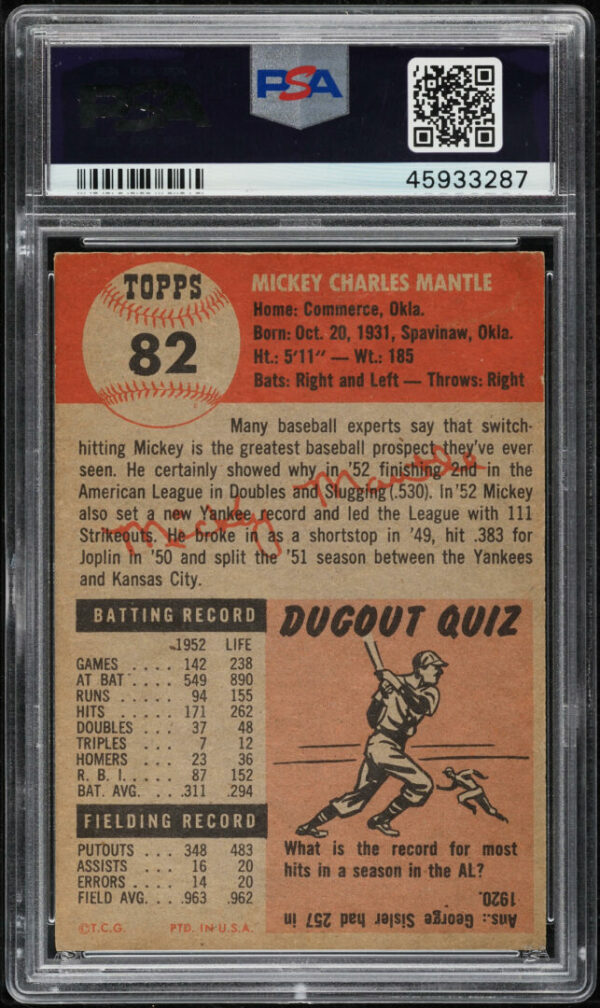 PSA
45933287
TOPPS
82
MICKEY CHARLES MANTLE
Home: Commerce, Okla.
Born: Oct. 20, 1931, Spavinaw, Okla.
Ht.: 5'11" — Wt.: 185
Bats: Right and Left — Throws: Right
Many baseball experts say that switch-
hitting Mickey is the greatest baseball prospect they've ever
seen. He certainly showed why in '52 finishing 2nd in the
American League in Doubles and Slugging (.530). In '52 Mickey
also set a new Yankee record and led the League with 111
Strikeouts. He broke in as a shortstop in '49, hit .383 for
Joplin in '50 and split the '51 season between the Yankees
and Kansas City.
Mickey Mantle
BATTING RECORD
1952 LIFE
GAMES .... 142 238
AT BAT .... 549 890
RUNS .... 94 155
HITS ..... 171 262
DOUBLES .. 37 48
TRIPLES ... 7 12
HOMERS ... 23 36
R. B. I. .... 87 152
BAT. AVG. ... .311 .294
FIELDING RECORD
PUTOUTS ... 348 483
ASSISTS ... 16 20
ERRORS .... 14 20
FIELD AVG. ... .963 .962
©T.C.G. PTD. IN U.S.A.
DUGOUT QUIZ
What is the record for most
hits in a season in the AL?
Ans.: George Sisler had 257 in
1920.